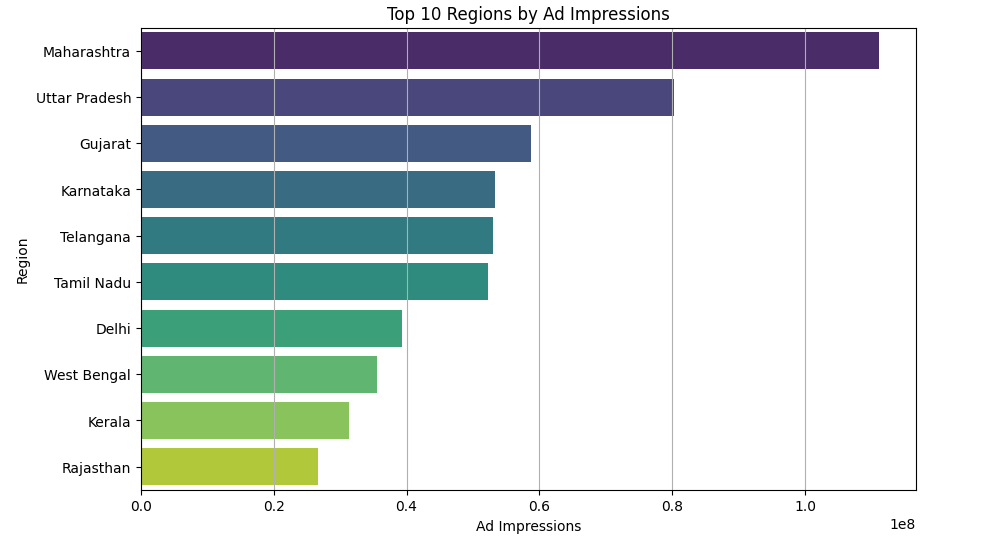 Top 10 Regions by Ad Impressions
Maharashtra
Uttar Pradesh
Gujarat
Karnataka
Telangana
Tamil Nadu
Delhi
West Bengal
Kerala
Rajasthan
Region
0.0 0.2 0.4 0.6 0.8 1.0
Ad Impressions
1e8